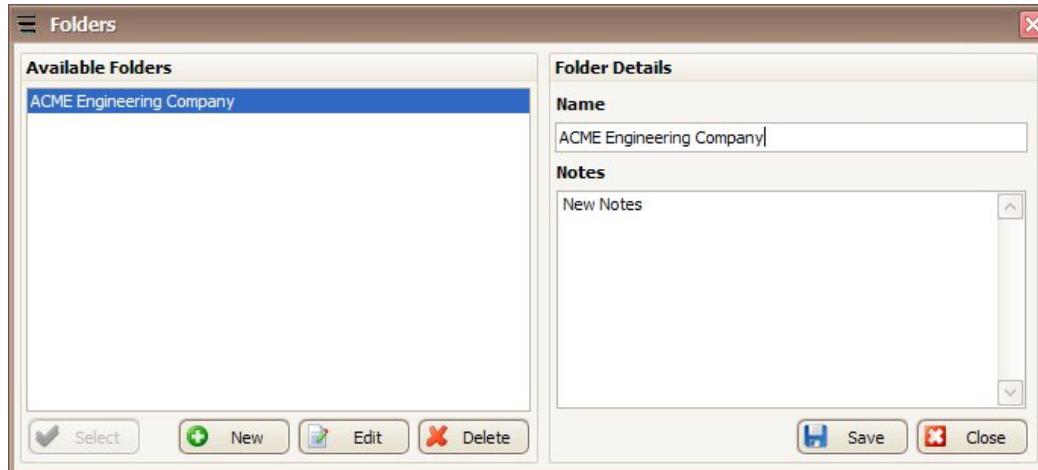 Folders
Available Folders
ACME Engineering Company
Select
New
Edit
Delete
Folder Details
Name
ACME Engineering Company
Notes
New Notes
Save
Close